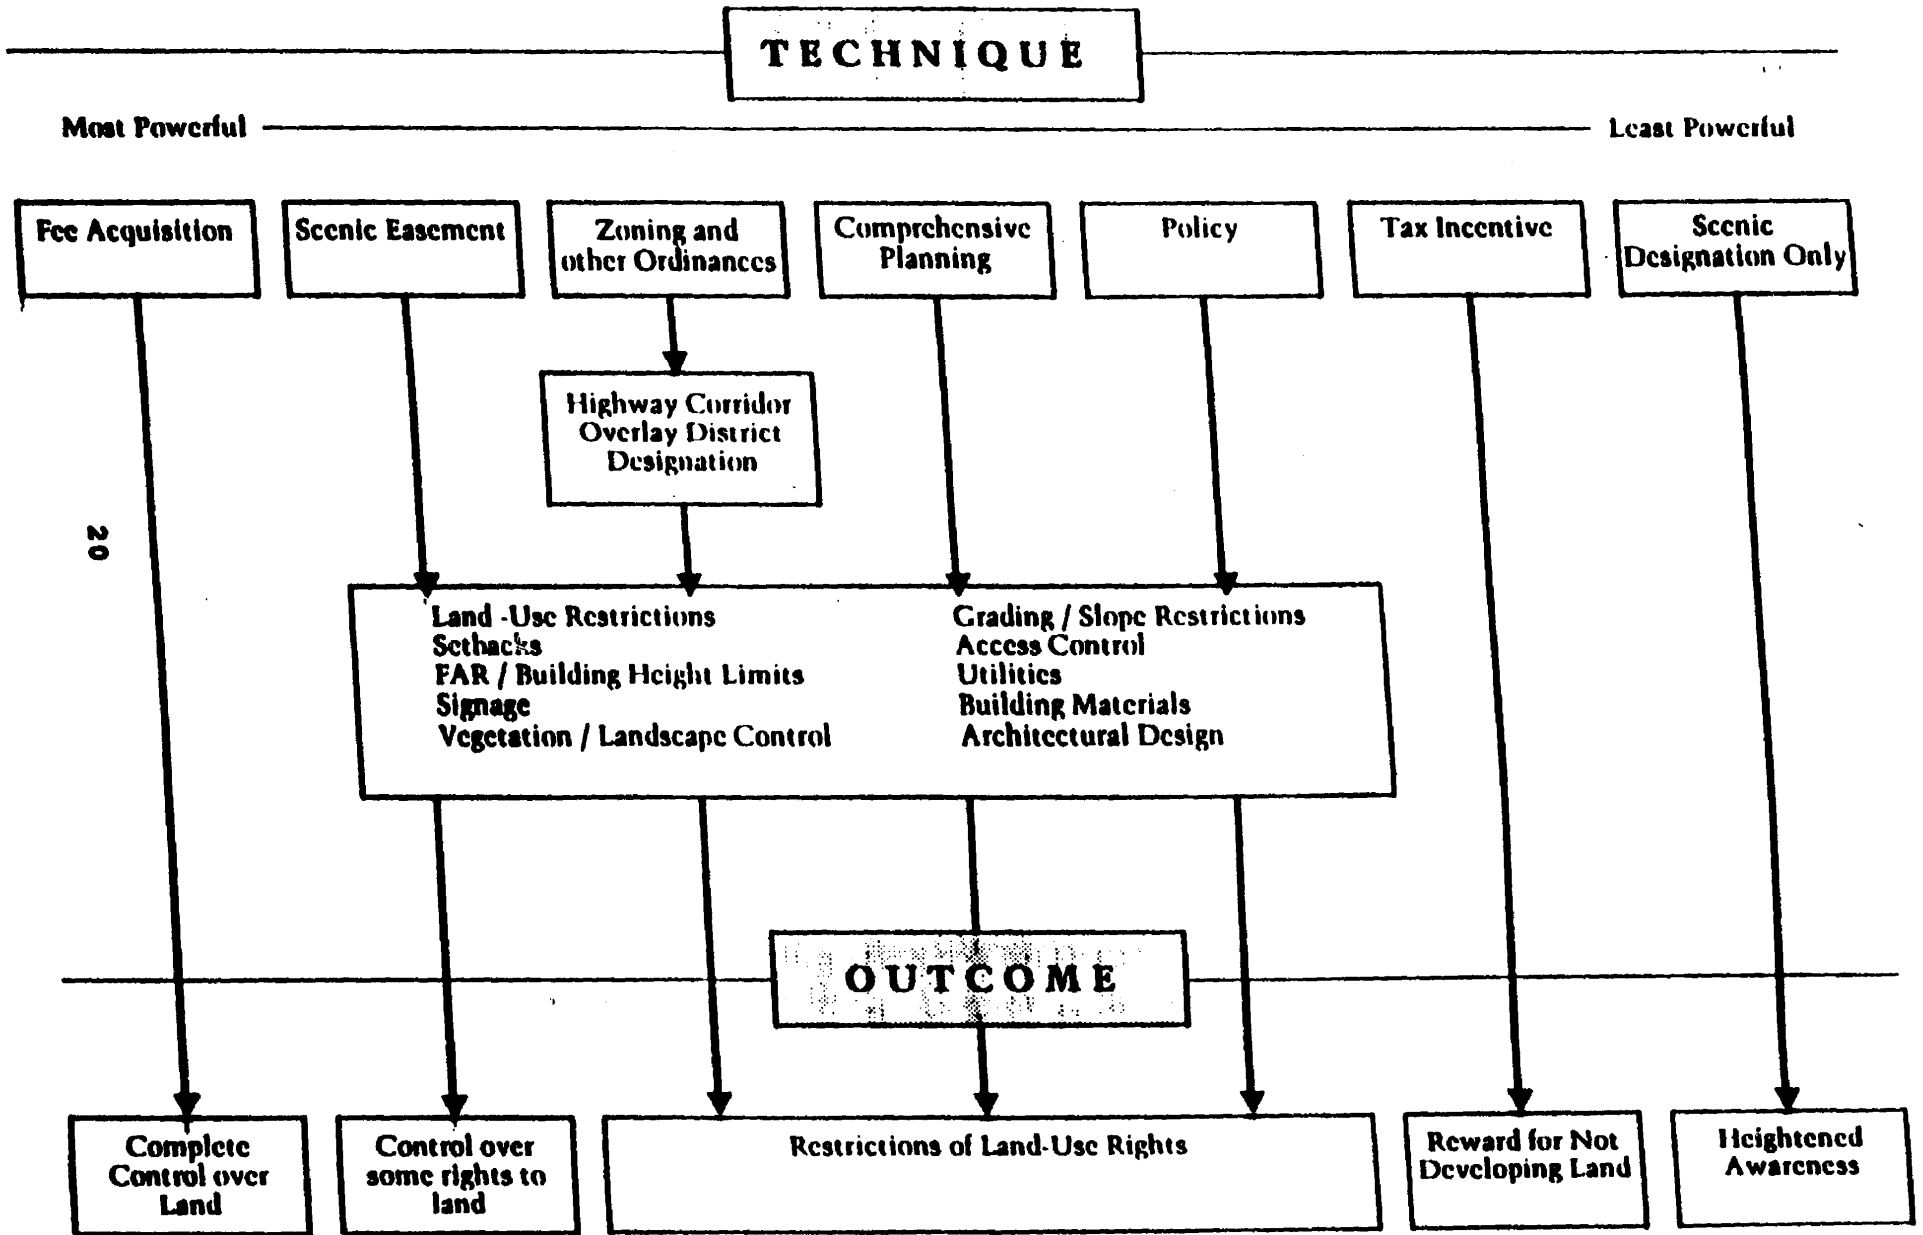 TECHNIQUE
Most Powerful
Least Powerful
Fee Acquisition
Scenic Easement
Zoning and
other Ordinances
Comprehensive
Planning
Policy
Tax Incentive
Scenic
Designation Only
Highway Corridor
Overlay District
Designation
20
Land -Use Restrictions
Setbacks
FAR / Building Height Limits
Signage
Vegetation / Landscape Control
Grading / Slope Restrictions
Access Control
Utilities
Building Materials
Architectural Design
OUTCOME
Complete
Control over
Land
Control over
some rights to
land
Restrictions of Land-Use Rights
Reward for Not
Developing Land
Heightened
Awareness